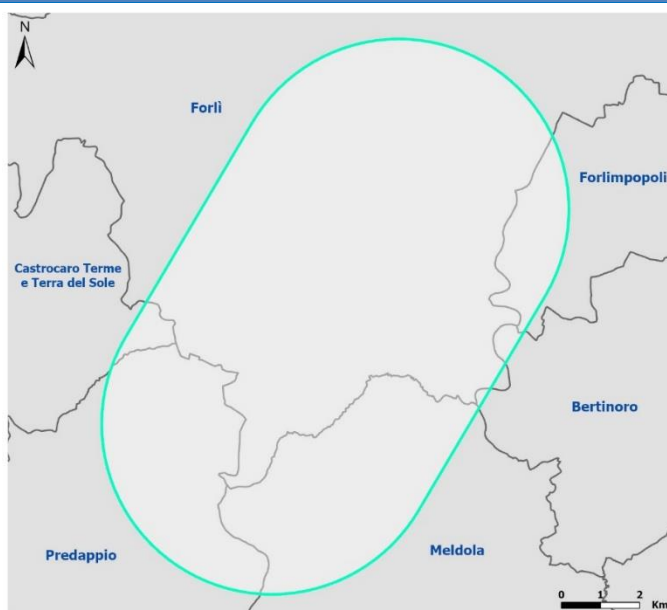 N
Forlì
Forlimpopoli
Castrocaro Terme
e Terra del Sole
Bertinoro
Predappio
Meldola
0 1 2
Km